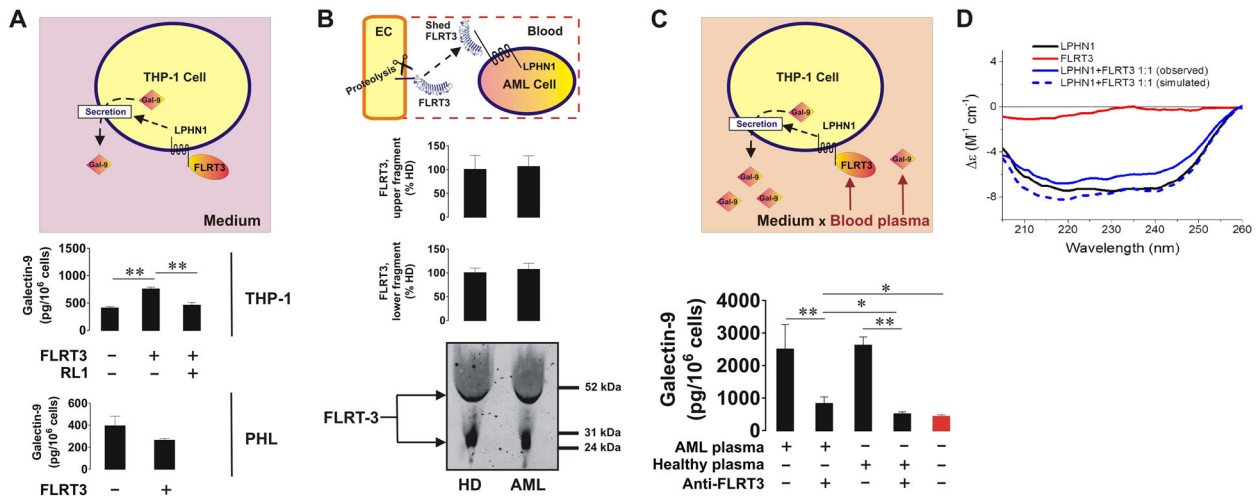 A
THP-1 Cell
Gal-9
Secretion
LPHN1
Gal-9
FLRT3
Medium
Galectin-9
(pg/10⁶ cells)
1500
1000
500
0
**
**
THP-1
FLRT3 – + +
RL1 – – +
Galectin-9
(pg/10⁶ cells)
600
400
200
0
PHL
FLRT3 – +
B
EC
Shed
FLRT3
Blood
Proteolysis
LPHN1
AML Cell
FLRT3
FLRT3,
upper fragment
(% HD)
200
150
100
50
0
FLRT3,
lower fragment
(% HD)
200
150
100
50
0
FLRT-3
52 kDa
31 kDa
24 kDa
HD AML
C
THP-1 Cell
Gal-9
Secretion
LPHN1
FLRT3
Gal-9
Gal-9
Gal-9
Gal-9
Medium x Blood plasma
Galectin-9
(pg/10⁶ cells)
4000
3000
2000
1000
0
*
*
**
**
AML plasma + + – – –
Healthy plasma – – + + –
Anti-FLRT3 – + – + –
D
LPHN1
FLRT3
LPHN1+FLRT3 1:1 (observed)
LPHN1+FLRT3 1:1 (simulated)
Δε (M⁻¹ cm⁻¹)
0
-4
-8
210 220 230 240 250 260
Wavelength (nm)